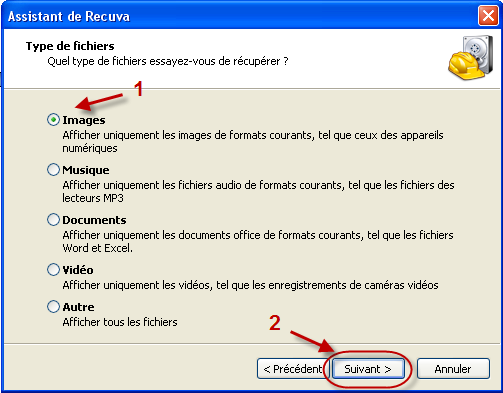 Assistant de Recuva
Type de fichiers
Quel type de fichiers essayez-vous de récupérer ?
1
Images
Afficher uniquement les images de formats courants, tel que ceux des appareils
numériques
Musique
Afficher uniquement les fichiers audio de formats courants, tel que les fichiers des
lecteurs MP3
Documents
Afficher uniquement les documents office de formats courants, tel que les fichiers
Word et Excel.
Vidéo
Afficher uniquement les vidéos, tel que les enregistrements de caméras vidéos
Autre
Afficher tous les fichiers
2
< Précédent
Suivant >
Annuler